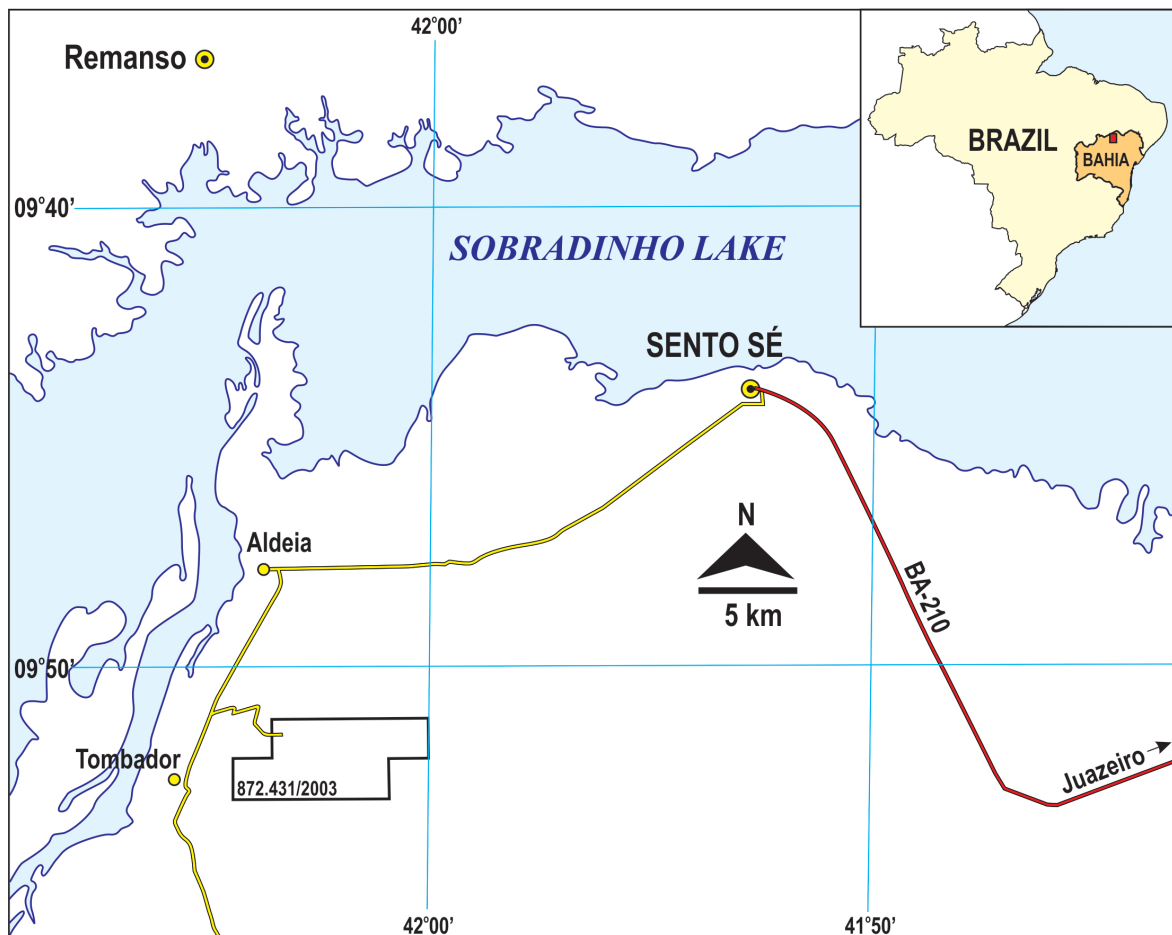 42°00’
Remanso
BRAZIL
BAHIA
09°40’
SOBRADINHO LAKE
SENTO SÉ
N
Aldeia
5 km
BA-210
09°50’
Tombador
872.431/2003
Juazeiro
42°00’
41°50’